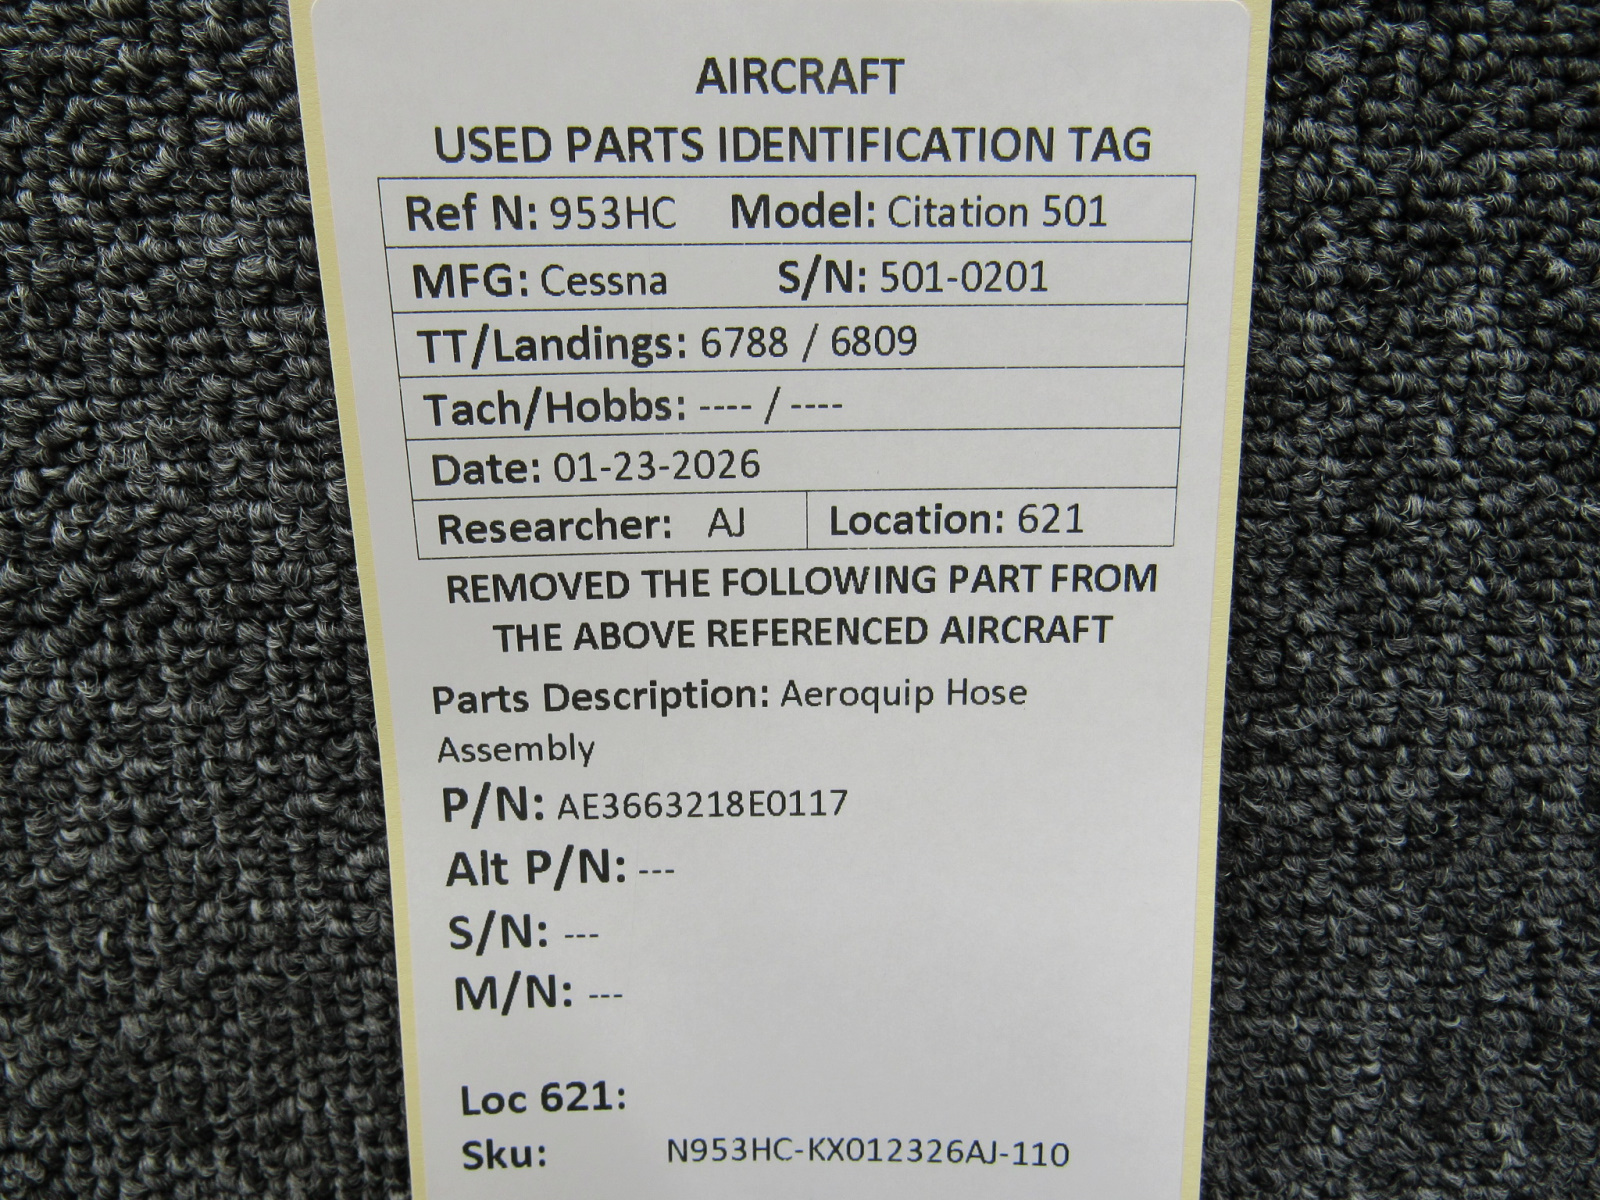 AIRCRAFT
USED PARTS IDENTIFICATION TAG
Ref N: 953HC Model: Citation 501
MFG: Cessna S/N: 501-0201
TT/Landings: 6788 / 6809
Tach/Hobbs: ---- / ----
Date: 01-23-2026
Researcher: AJ Location: 621
REMOVED THE FOLLOWING PART FROM
THE ABOVE REFERENCED AIRCRAFT
Parts Description: Aeroquip Hose
Assembly
P/N: AE3663218E0117
Alt P/N: ---
S/N: ---
M/N: ---
Loc 621:
Sku: N953HC-KX012326AJ-110